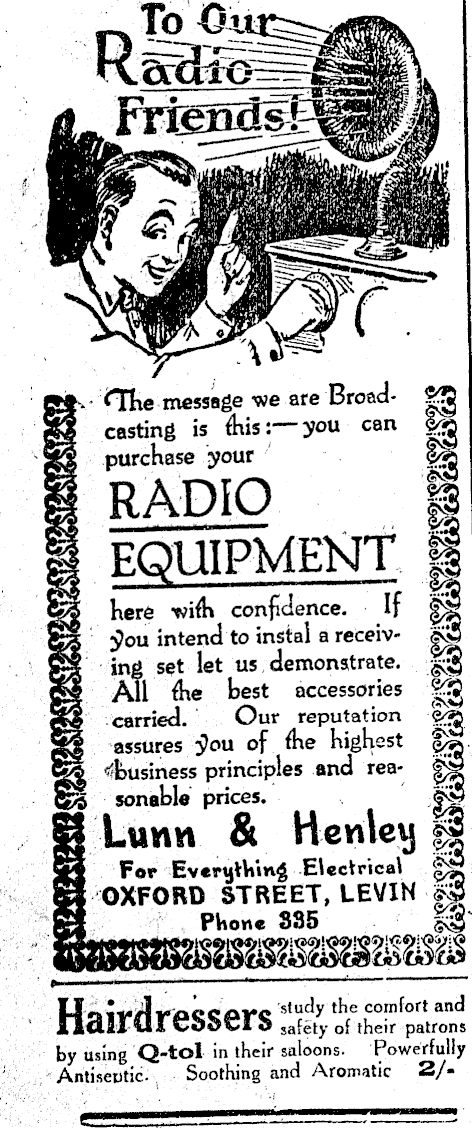 To Our
Radio
Friends!
The message we are Broad-
casting is this:— you can
purchase your
RADIO
EQUIPMENT
here with confidence. If
you intend to instal a receiv-
ing set let us demonstrate.
All the best accessories
carried. Our reputation
assures you of the highest
business principles and rea-
sonable prices.
Lunn & Henley
For Everything Electrical
OXFORD STREET, LEVIN
Phone 335
Hairdressers study the comfort and
safety of their patrons
by using Q-tol in their saloons. Powerfully
Antiseptic. Soothing and Aromatic 2/-